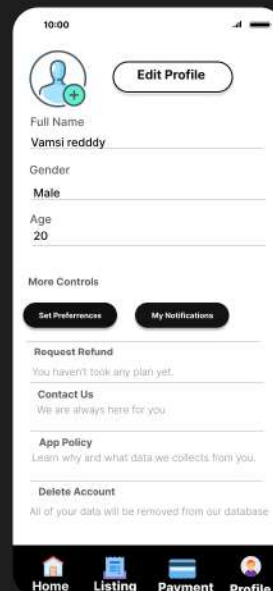 10:00
Edit Profile
Full Name
Vamsi redddy
Gender
Male
Age
20
More Controls
Set Preferrences
My Notifications
Request Refund
You haven't took any plan yet.
Contact Us
We are always here for you
App Policy
Learn why and what data we collects from you.
Delete Account
All of your data will be removed from our database
Home Listing Payment Profile